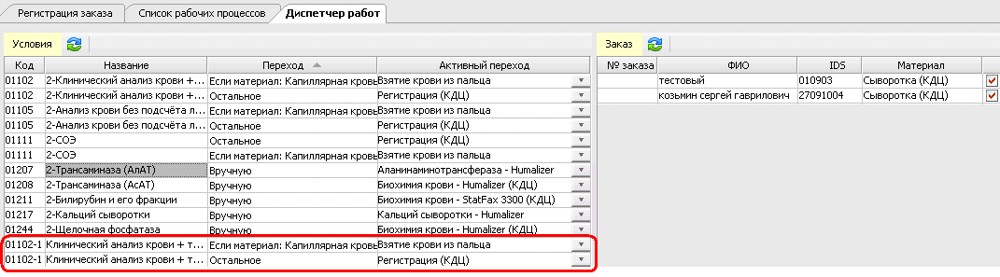 Регистрация заказа Список рабочих процессов Диспетчер работ
Условия
Код Название Переход Активный переход
01102 2-Клинический анализ крови +... Если материал: Капиллярная кровь Взятие крови из пальца
01102 2-Клинический анализ крови +... Остальное Регистрация (КДЦ)
01105 2-Анализ крови без подсчёта л... Если материал: Капиллярная кровь Взятие крови из пальца
01105 2-Анализ крови без подсчёта л... Остальное Регистрация (КДЦ)
01111 2-СОЭ Остальное Регистрация (КДЦ)
01111 2-СОЭ Если материал: Капиллярная кровь Взятие крови из пальца
01207 2-Трансаминаза (АлАТ) Вручную Аланинаминотрансфераза - Humalizer
01208 2-Трансаминаза (АсАТ) Вручную Биохимия крови - Humalizer (КДЦ)
01211 2-Билирубин и его фракции Вручную Биохимия крови - StatFax 3300 (КДЦ)
01217 2-Кальций сыворотки Вручную Кальций сыворотки - Humalizer
01244 2-Щелочная фосфатаза Вручную Биохимия крови - Humalizer (КДЦ)
01102-1 Клинический анализ крови + т... Если материал: Капиллярная кровь Взятие крови из пальца
01102-1 Клинический анализ крови + т... Остальное Регистрация (КДЦ)
Заказ
№ заказа ФИО IDS Материал
тестовый 010903 Сыворотка (КДЦ)
козьмин сергей гаврилович 27091004 Сыворотка (КДЦ)